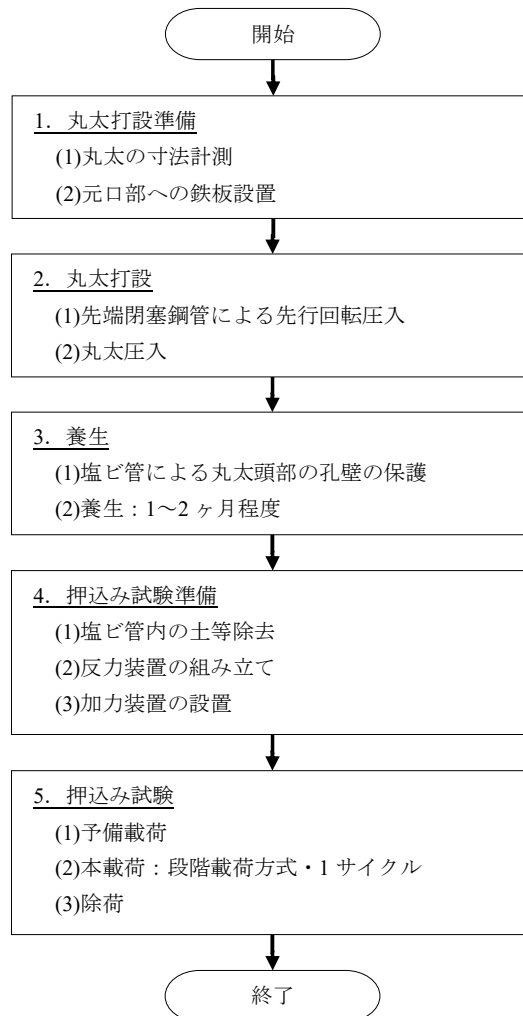 開始
1. 丸太打設準備
(1)丸太の寸法計測
(2)元口部への鉄板設置
2. 丸太打設
(1)先端閉塞鋼管による先行回転圧入
(2)丸太圧入
3. 養生
(1)塩ビ管による丸太頭部の孔壁の保護
(2)養生：1～2 ヶ月程度
4. 押込み試験準備
(1)塩ビ管内の土等除去
(2)反力装置の組み立て
(3)加力装置の設置
5. 押込み試験
(1)予備載荷
(2)本載荷：段階載荷方式・1 サイクル
(3)除荷
終了